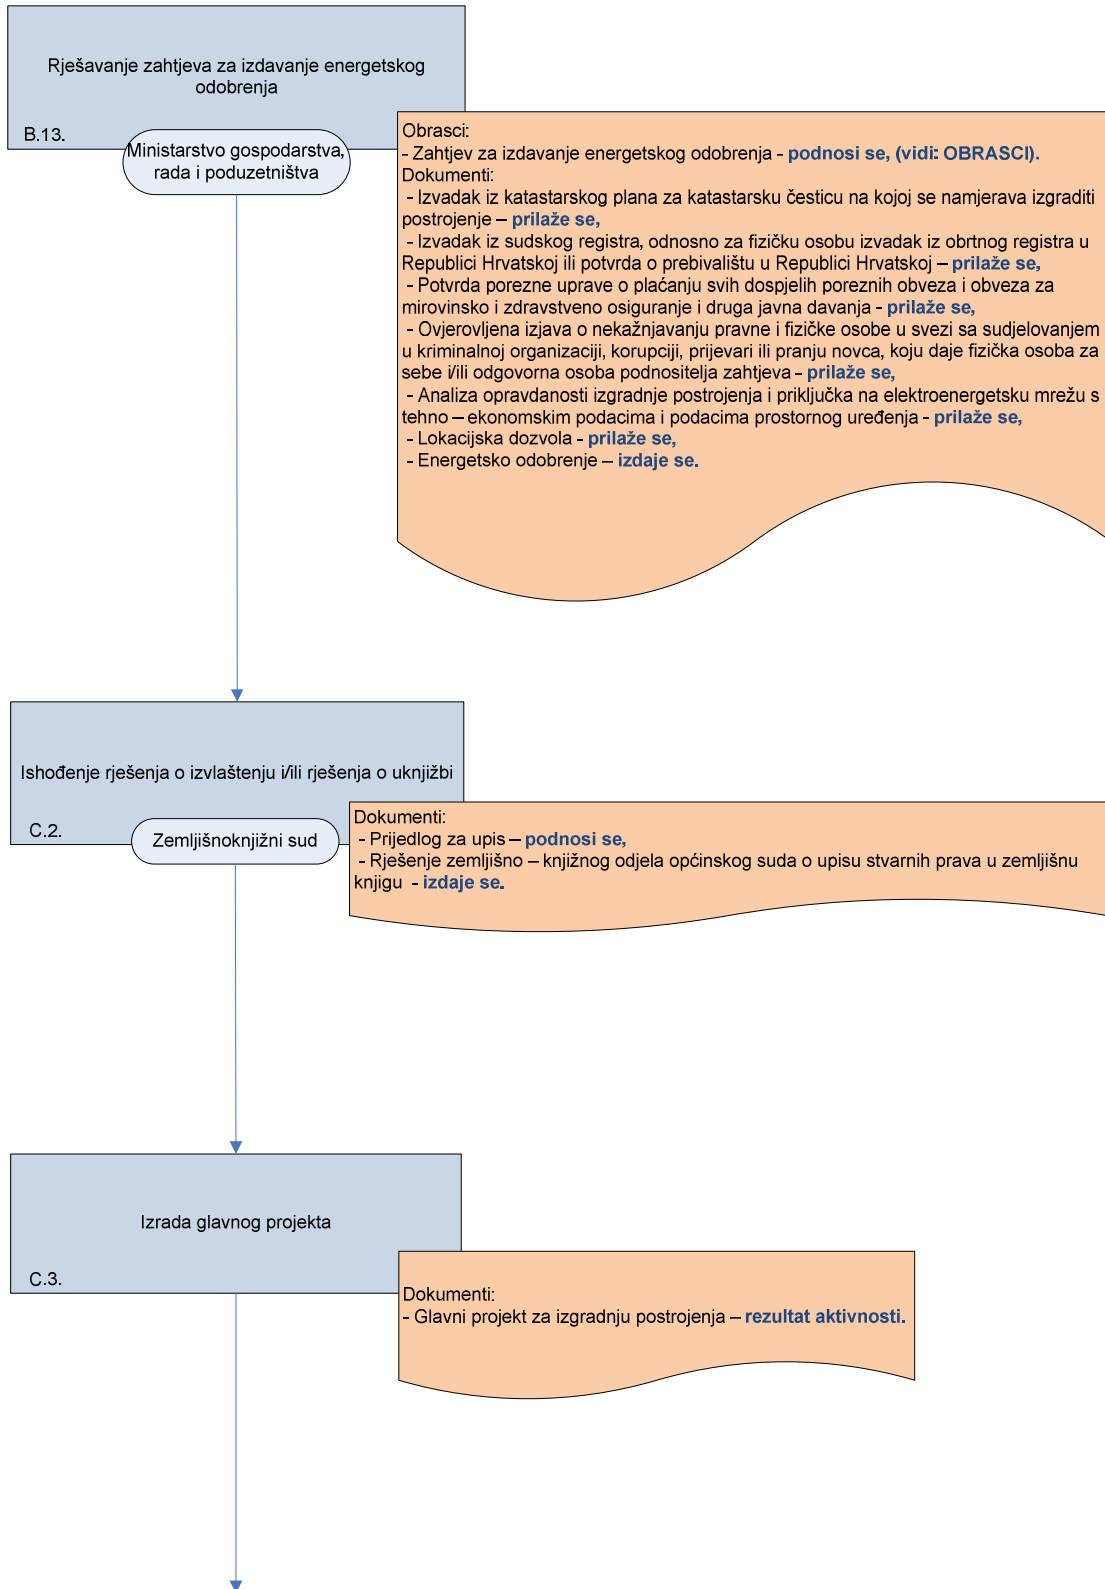 Rješavanje zahtjeva za izdavanje energetskog
odobrenja
B.13.
Ministarstvo gospodarstva,
rada i poduzetništva
Obrasci:
- Zahtjev za izdavanje energetskog odobrenja - podnosi se, (vidi: OBRASCI).
Dokumenti:
- Izvadak iz katastarskog plana za katastarsku česticu na kojoj se namjerava izgraditi
postrojenje – prilaže se,
- Izvadak iz sudskog registra, odnosno za fizičku osobu izvadak iz obrtnog registra u
Republici Hrvatskoj ili potvrda o prebivalištu u Republici Hrvatskoj – prilaže se,
- Potvrda porezne uprave o plaćanju svih dospjelih poreznih obveza i obveza za
mirovinsko i zdravstveno osiguranje i druga javna davanja - prilaže se,
- Ovjerovljena izjava o nekažnjavanju pravne i fizičke osobe u svezi sa sudjelovanjem
u kriminalnoj organizaciji, korupciji, prijevari ili pranju novca, koju daje fizička osoba za
sebe i/ili odgovorna osoba podnositelja zahtjeva - prilaže se,
- Analiza opravdanosti izgradnje postrojenja i priključka na elektroenergetsku mrežu s
tehno – ekonomskim podacima i podacima prostornog uređenja - prilaže se,
- Lokacijska dozvola - prilaže se,
- Energetsko odobrenje – izdaje se.
Ishođenje rješenja o izvlaštenju i/ili rješenja o uknjižbi
C.2.
Zemljišnoknjižni sud
Dokumenti:
- Prijedlog za upis – podnosi se,
- Rješenje zemljišno – knjižnog odjela općinskog suda o upisu stvarnih prava u zemljišnu
knjigu - izdaje se.
Izrada glavnog projekta
C.3.
Dokumenti:
- Glavni projekt za izgradnju postrojenja – rezultat aktivnosti.